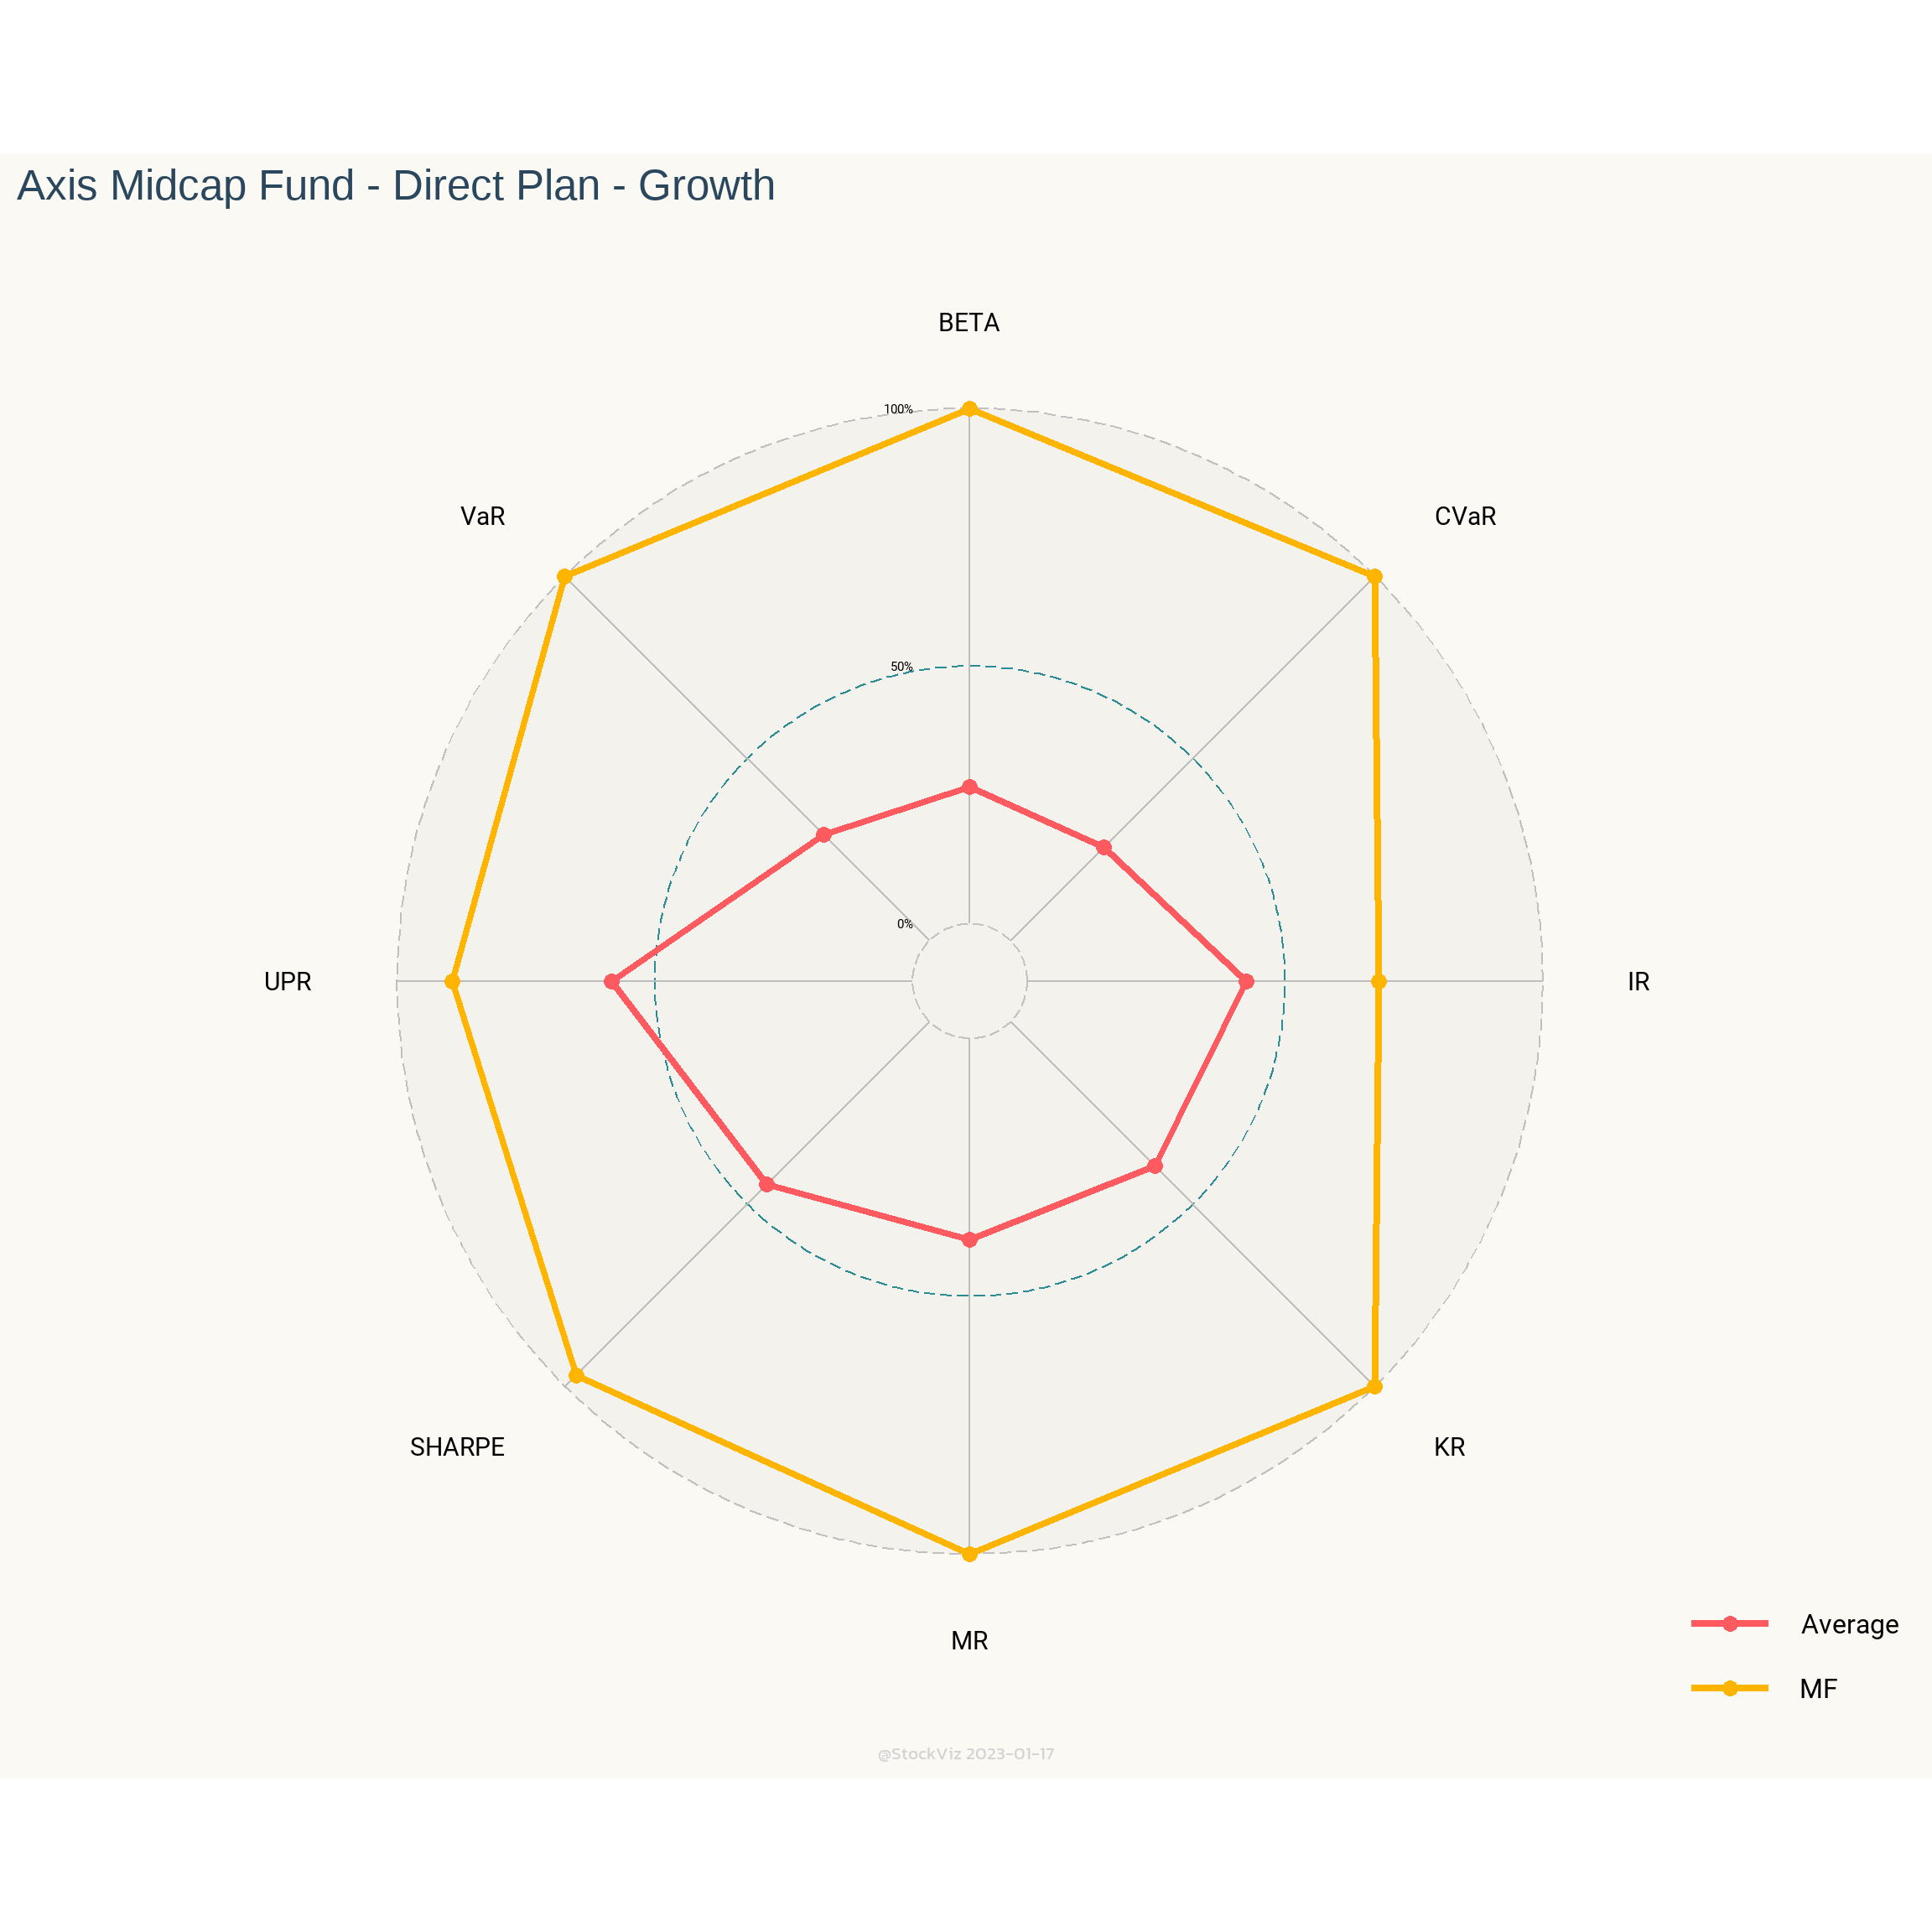 Axis Midcap Fund - Direct Plan - Growth
BETA
100%
VaR
CVaR
50%
0%
UPR
IR
SHARPE
KR
MR
Average
MF
@StockViz 2023-01-17